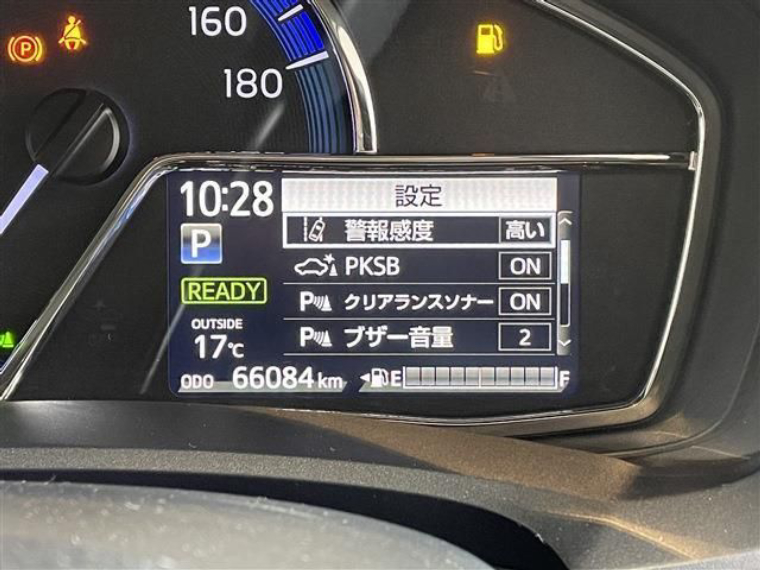 160
180
P
10:28
設定
警報感度 高い
P
PKSB ON
READY
P クリアランスソナー ON
OUTSIDE
17℃
P ブザー音量 2
ODO 66084 km
E F